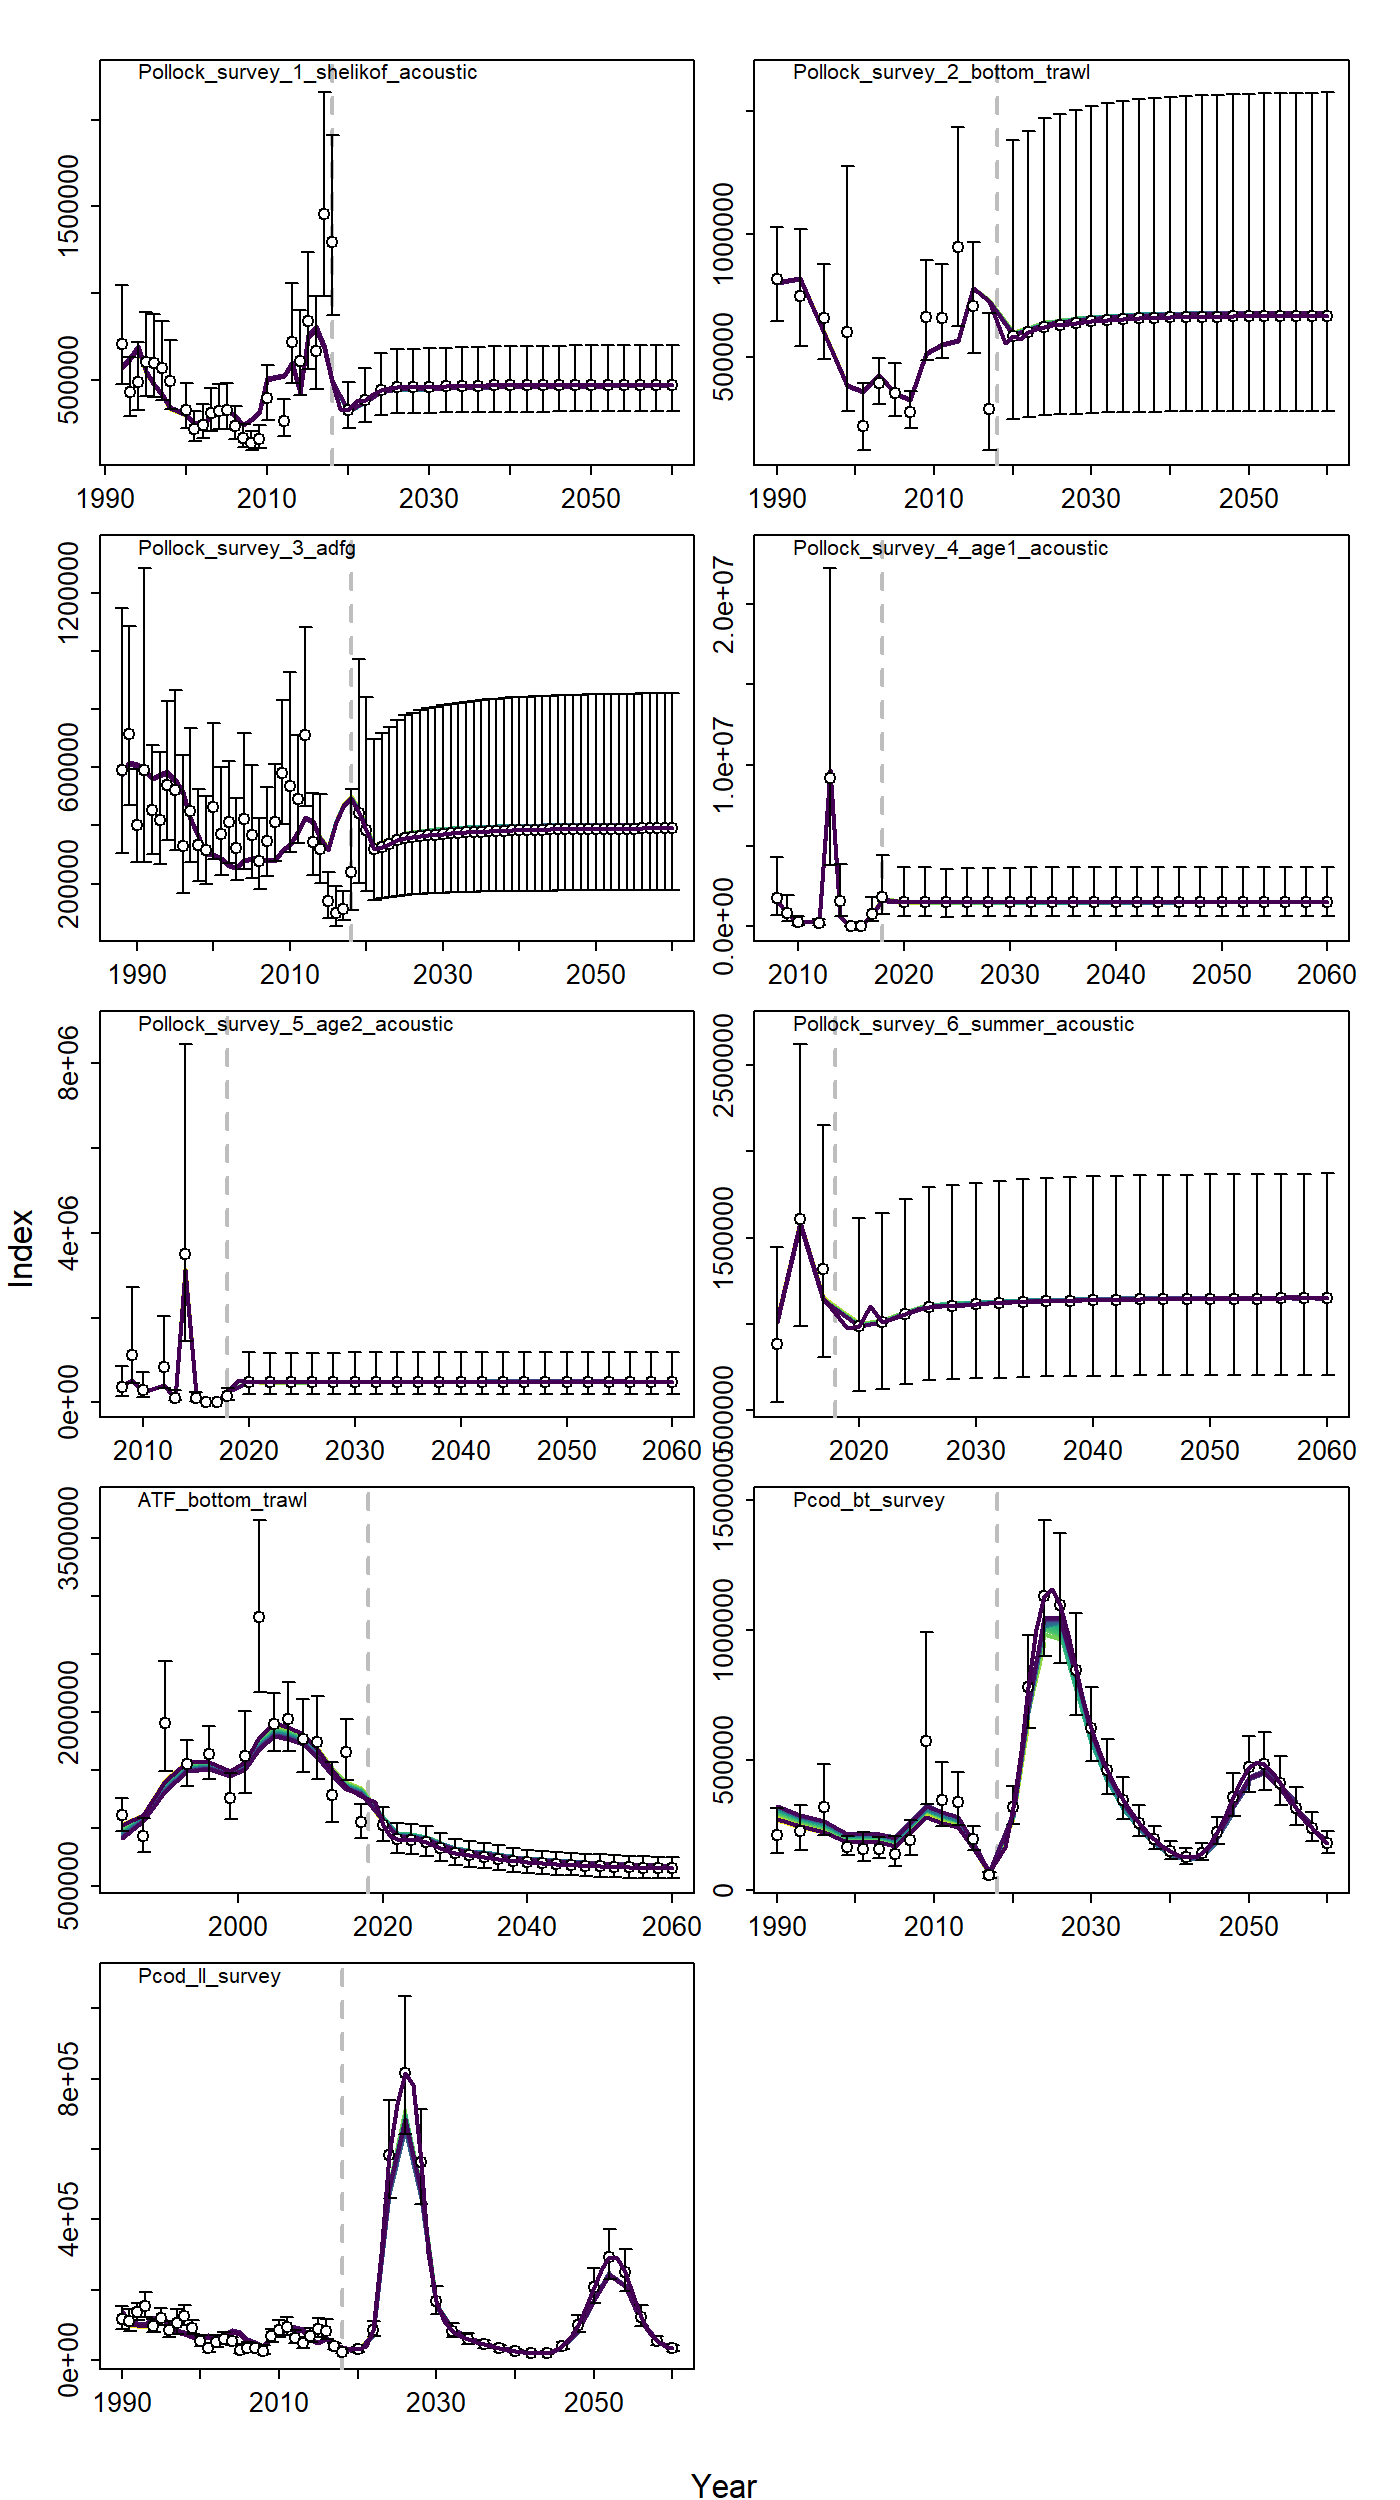 Pollock_survey_1_shelikof_acoustic
500000 1500000
1990 2010 2030 2050
Pollock_survey_2_bottom_trawl
500000 1000000
1990 2010 2030 2050
Pollock_survey_3_adfg
200000 600000 1200000
1990 2010 2030 2050
Pollock_survey_4_age1_acoustic
0.0e+00 1.0e+07 2.0e+07
2010 2020 2030 2040 2050 2060
Pollock_survey_5_age2_acoustic
0e+00 4e+06 8e+06
2010 2020 2030 2040 2050 2060
Pollock_survey_6_summer_acoustic
500000 1500000 2500000
2020 2030 2040 2050 2060
Index
ATF_bottom_trawl
500000 2000000 3500000
2000 2020 2040 2060
Pcod_bt_survey
0 500000 1000000 1500000
1990 2010 2030 2050
Pcod_ll_survey
0e+00 4e+05 8e+05
1990 2010 2030 2050
Year